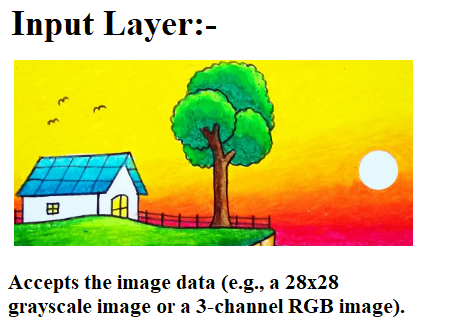 Input Layer:-
Accepts the image data (e.g., a 28x28
grayscale image or a 3-channel RGB image).